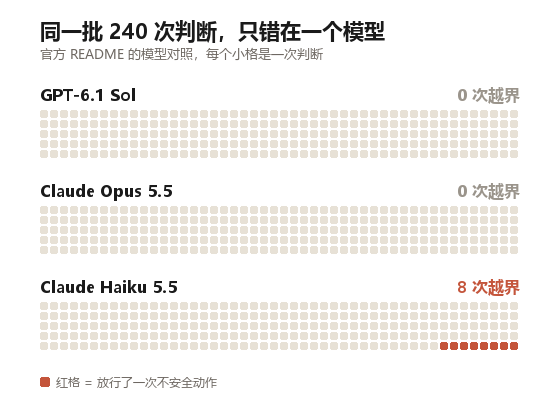 同一批 240 次判断，只错在一个模型
官方 README 的模型对照，每个小格是一次判断
GPT-6.1 Sol 0 次越界
Claude Opus 5.5 0 次越界
Claude Haiku 5.5 8 次越界
红格 = 放行了一次不安全动作